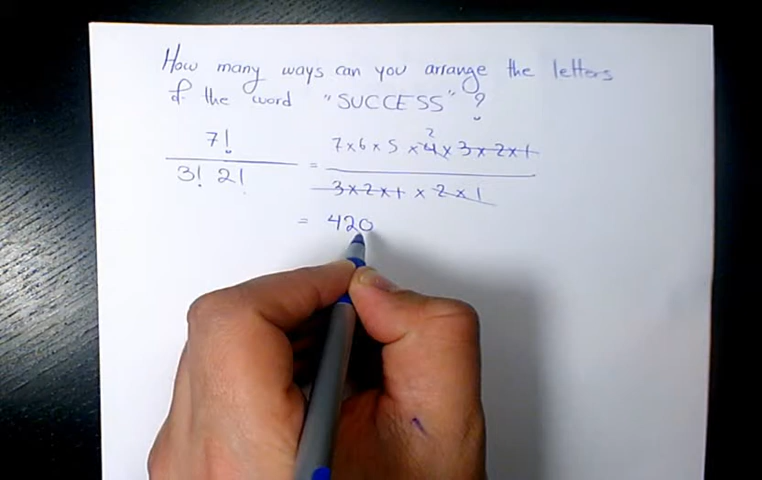 How many ways can you arrange the letters
of the word "SUCCESS" ?
7! / 3! 2! = 7 x 6 x 5 x 4 2 x 3 x 2 x 1 / 3 x 2 x 1 x 2 x 1
= 420